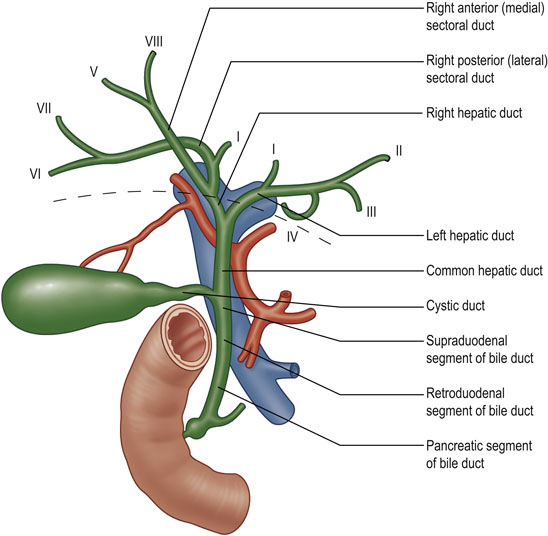 Right anterior (medial)
sectoral duct
VIII
V
Right posterior (lateral)
sectoral duct
VII
Right hepatic duct
I
I
II
VI
III
IV
Left hepatic duct
Common hepatic duct
Cystic duct
Supraduodenal
segment of bile duct
Retroduodenal
segment of bile duct
Pancreatic segment
of bile duct